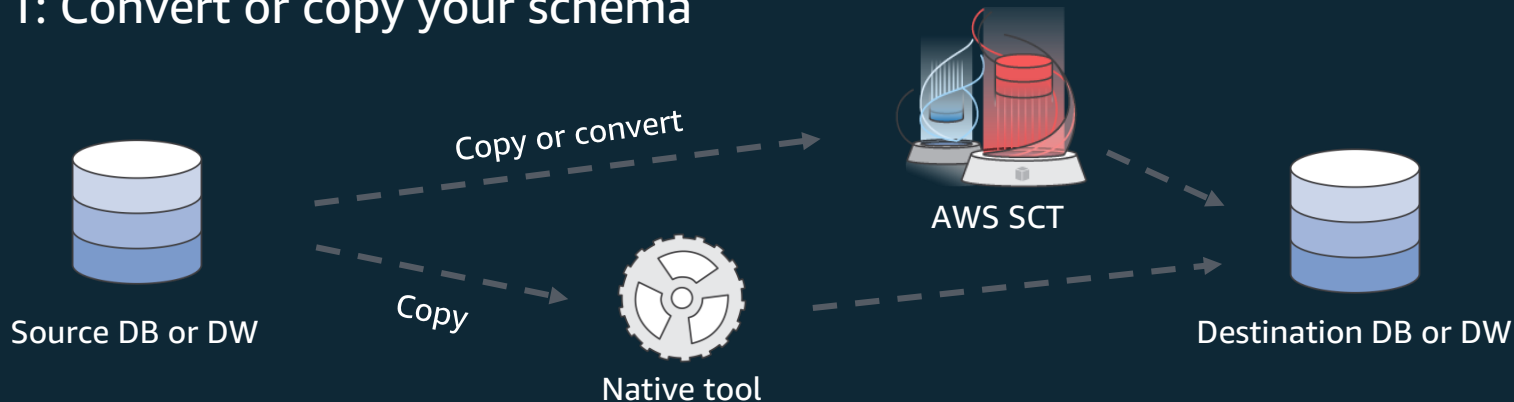 1: Convert or copy your schema
Copy or convert
AWS SCT
Copy
Source DB or DW
Native tool
Destination DB or DW